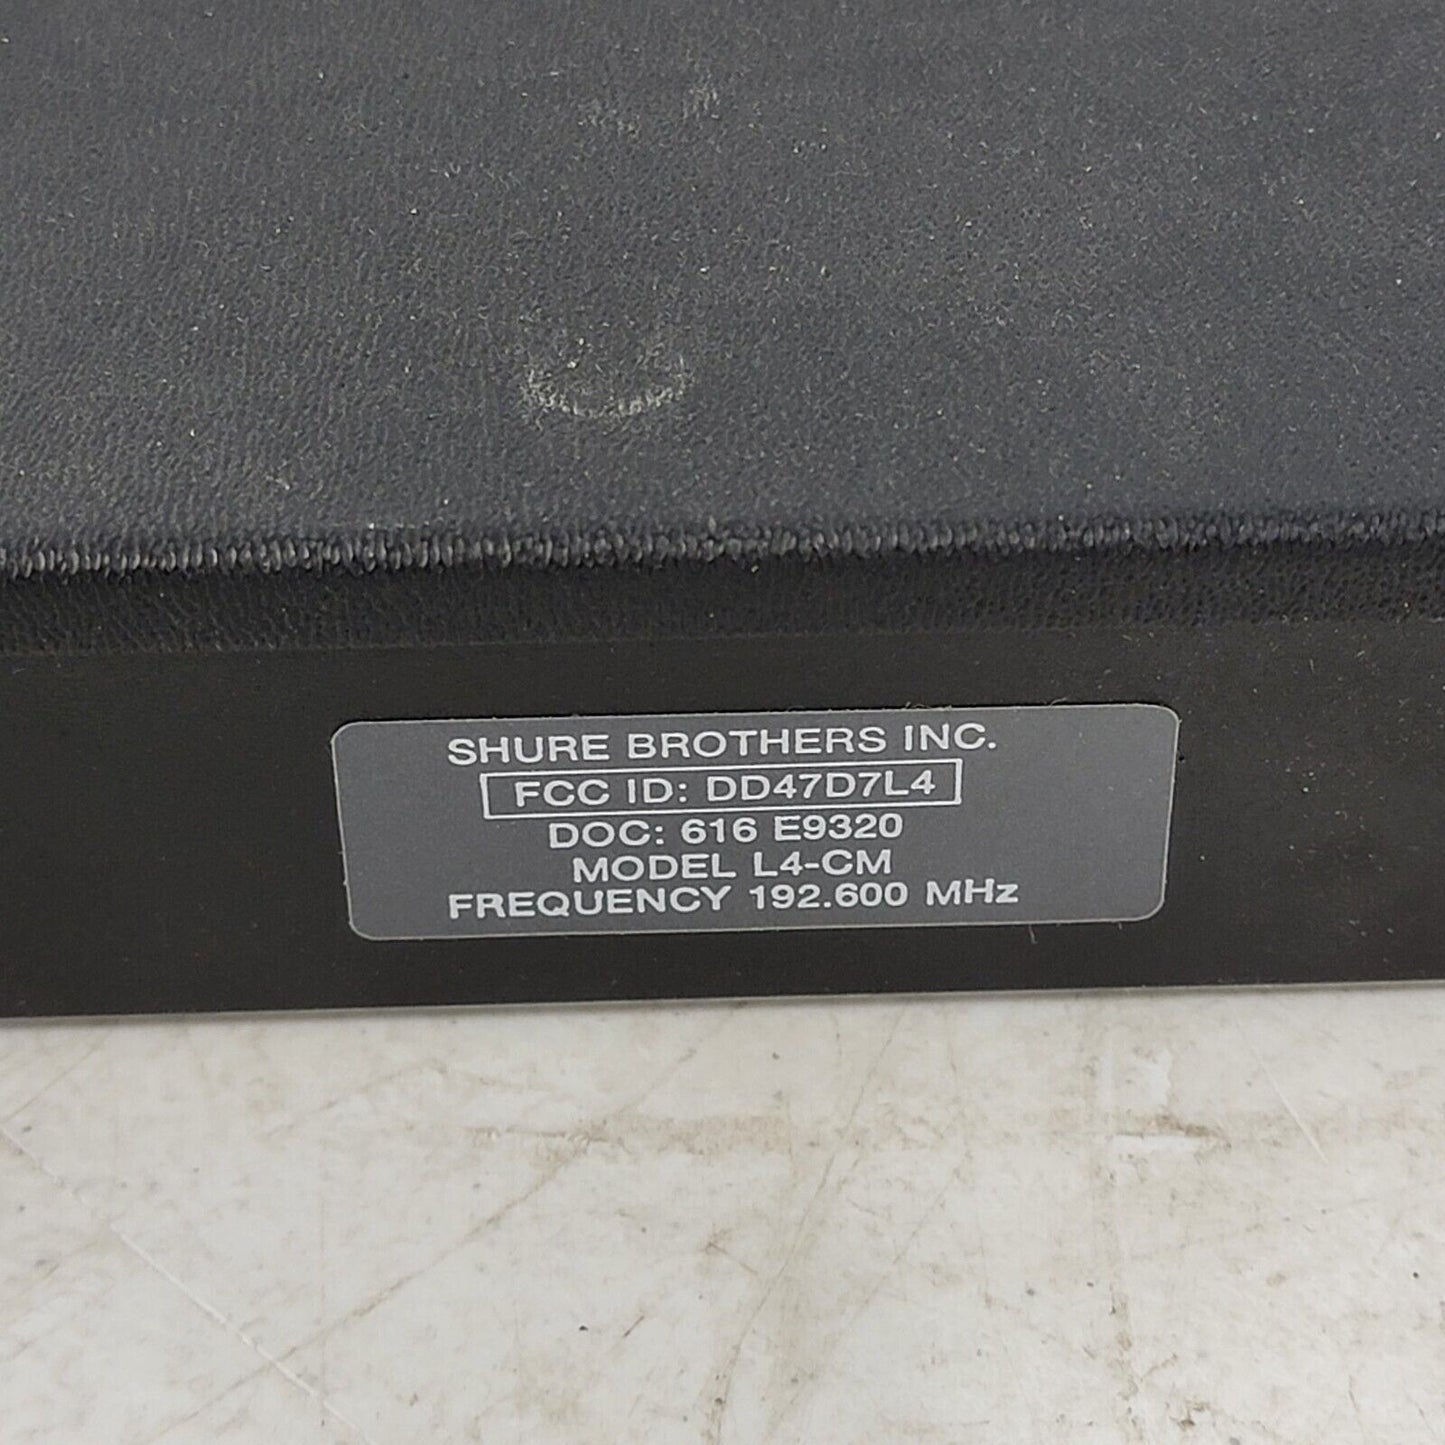 SHURE BROTHERS INC.
FCC ID: DD47D7L4
DOC: 616 E9320
MODEL L4-CM
FREQUENCY 192.600 MHz